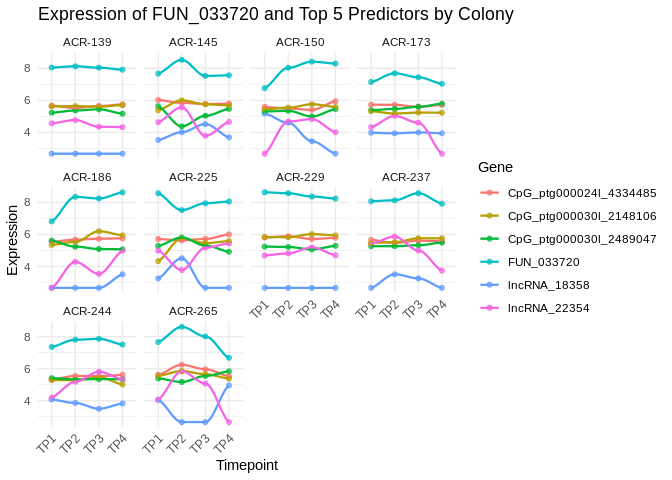 Expression of FUN_033720 and Top 5 Predictors by Colony
ACR-139
ACR-145
ACR-150
ACR-173
8
6
4
ACR-186
ACR-225
ACR-229
ACR-237
8
6
4
TP1
TP2
TP3
TP4
TP1
TP2
TP3
TP4
ACR-244
ACR-265
8
6
4
TP1
TP2
TP3
TP4
TP1
TP2
TP3
TP4
Timepoint
Expression
Gene
CpG_ptg000024l_4334485
CpG_ptg000030l_2148106
CpG_ptg000030l_2489047
FUN_033720
lncRNA_18358
lncRNA_22354